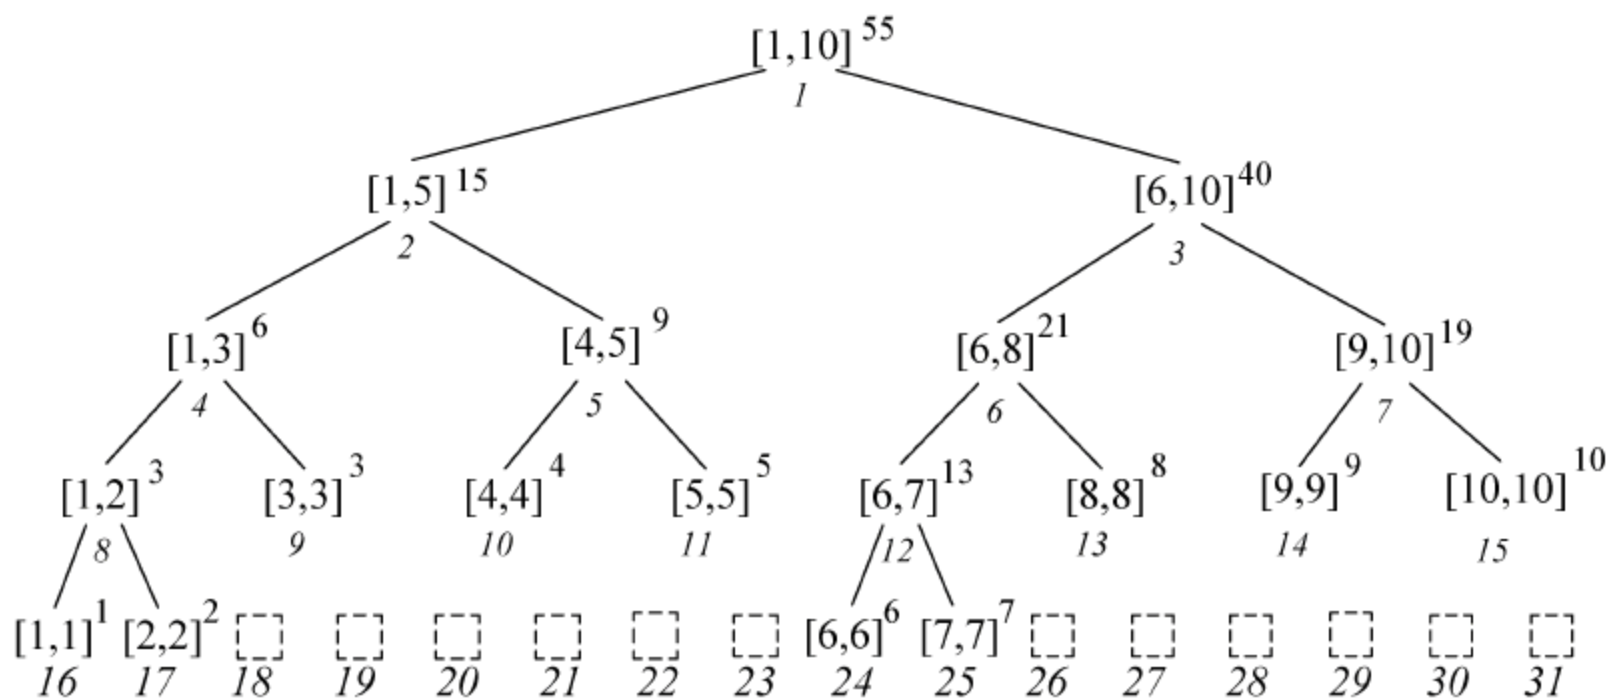 [1,10] 55
1
[1,5] 15 [6,10] 40
2 3
[1,3] 6 [4,5] 9 [6,8] 21 [9,10] 19
4 5 6 7
[1,2] 3 [3,3] 3 [4,4] 4 [5,5] 5 [6,7] 13 [8,8] 8 [9,9] 9 [10,10] 10
8 9 10 11 12 13 14 15
[1,1] 1 [2,2] 2 [6,6] 6 [7,7] 7
16 17 18 19 20 21 22 23 24 25 26 27 28 29 30 31